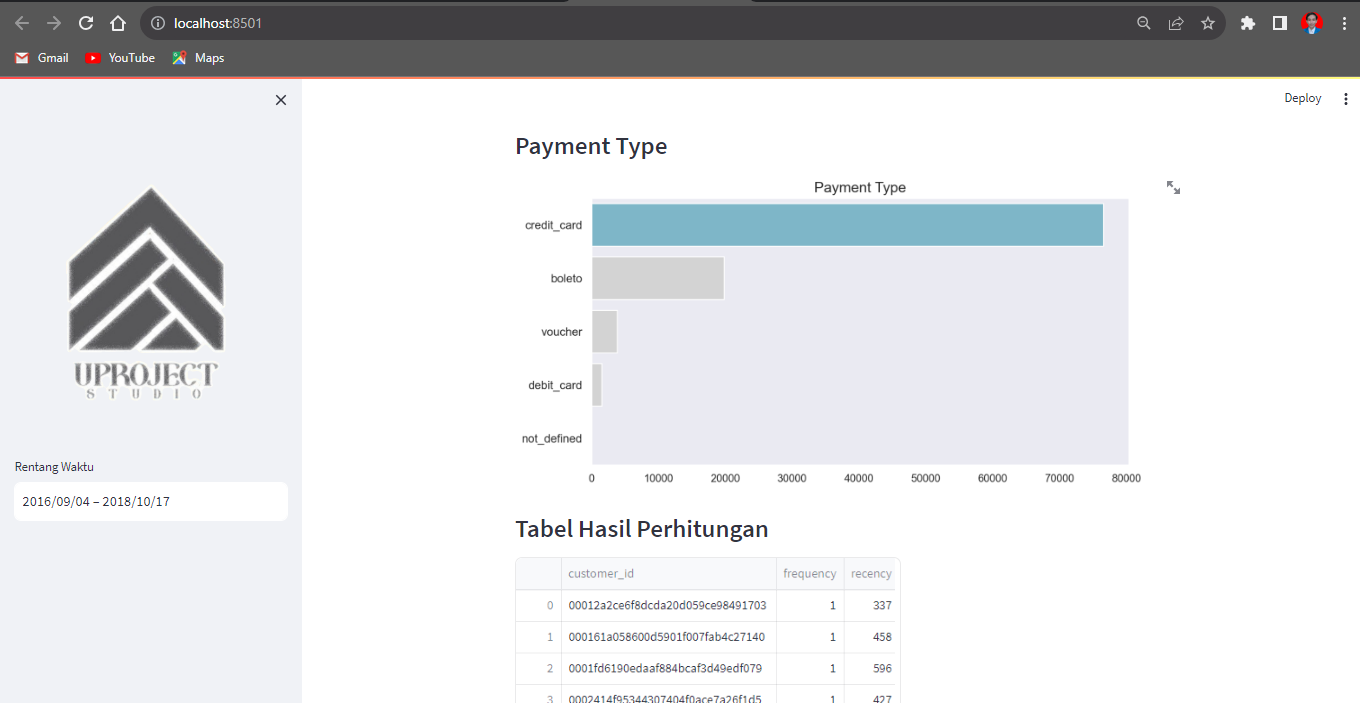 localhost:8501
Gmail YouTube Maps
Deploy
UPROJECT
STUDIO
Rentang Waktu
2016/09/04 – 2018/10/17
Payment Type
Payment Type
credit_card
boleto
voucher
debit_card
not_defined
0 10000 20000 30000 40000 50000 60000 70000 80000
Tabel Hasil Perhitungan
customer_id frequency recency
0 00012a2ce6f8dcda20d059ce98491703 1 337
1 000161a058600d5901f007fab4c27140 1 458
2 0001fd6190edaaf884bcaf3d49edf079 1 596
3 0002414f95344307404f0ace7a26f1d5 1 427